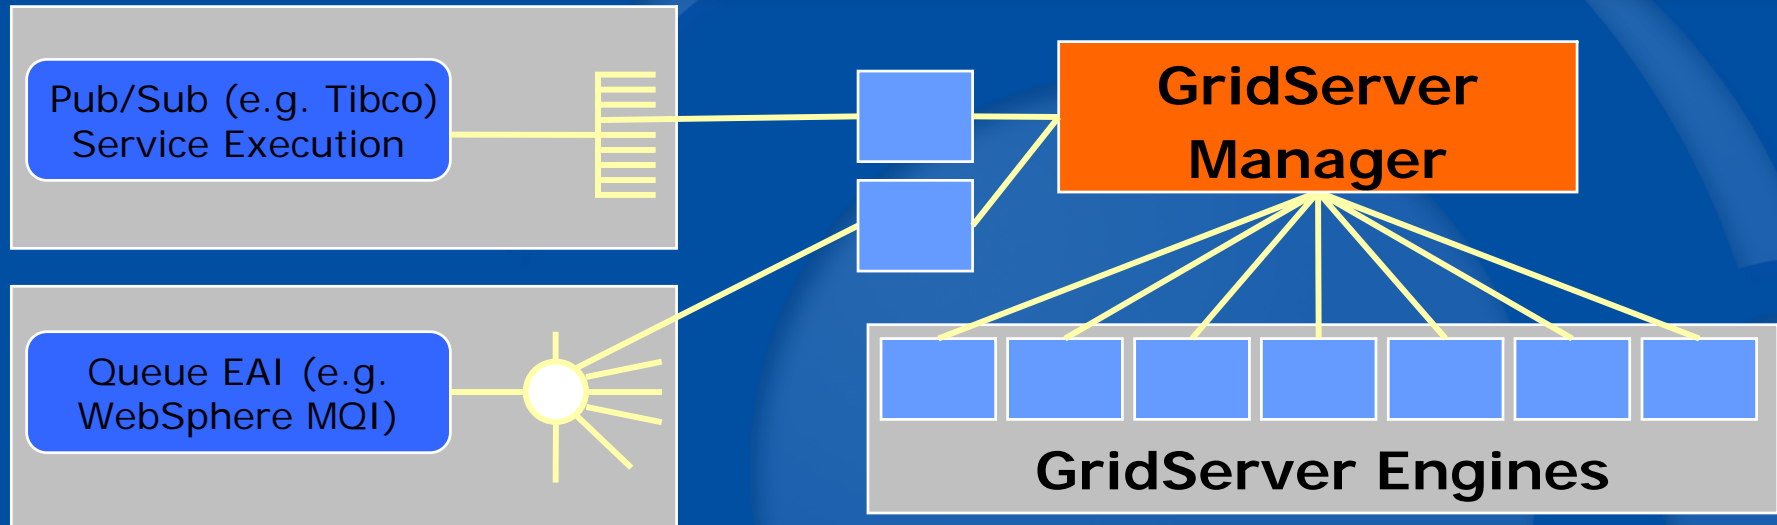 Pub/Sub (e.g. Tibco)
Service Execution
GridServer
Manager
Queue EAI (e.g.
WebSphere MQI)
GridServer Engines